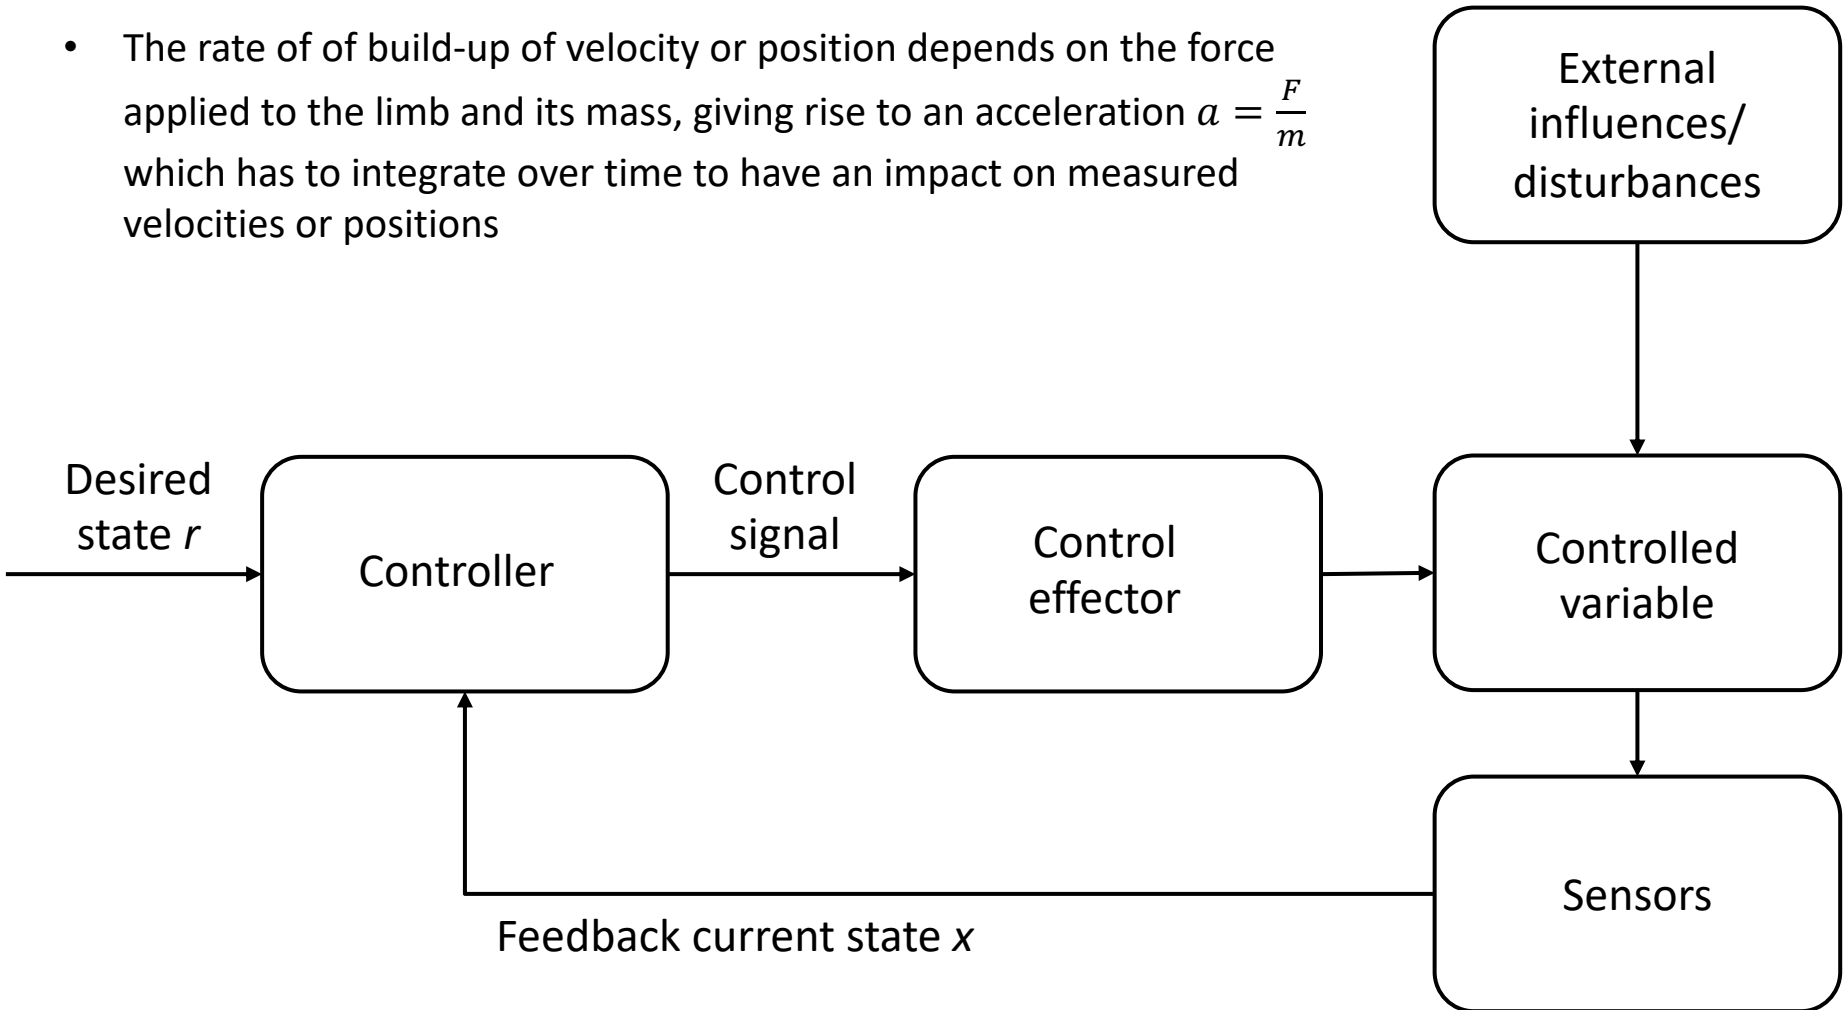 • The rate of of build-up of velocity or position depends on the force
applied to the limb and its mass, giving rise to an acceleration a = F/m
which has to integrate over time to have an impact on measured
velocities or positions
External
influences/
disturbances
Desired
state r
Controller
Control
signal
Control
effector
Controlled
variable
Sensors
Feedback current state x